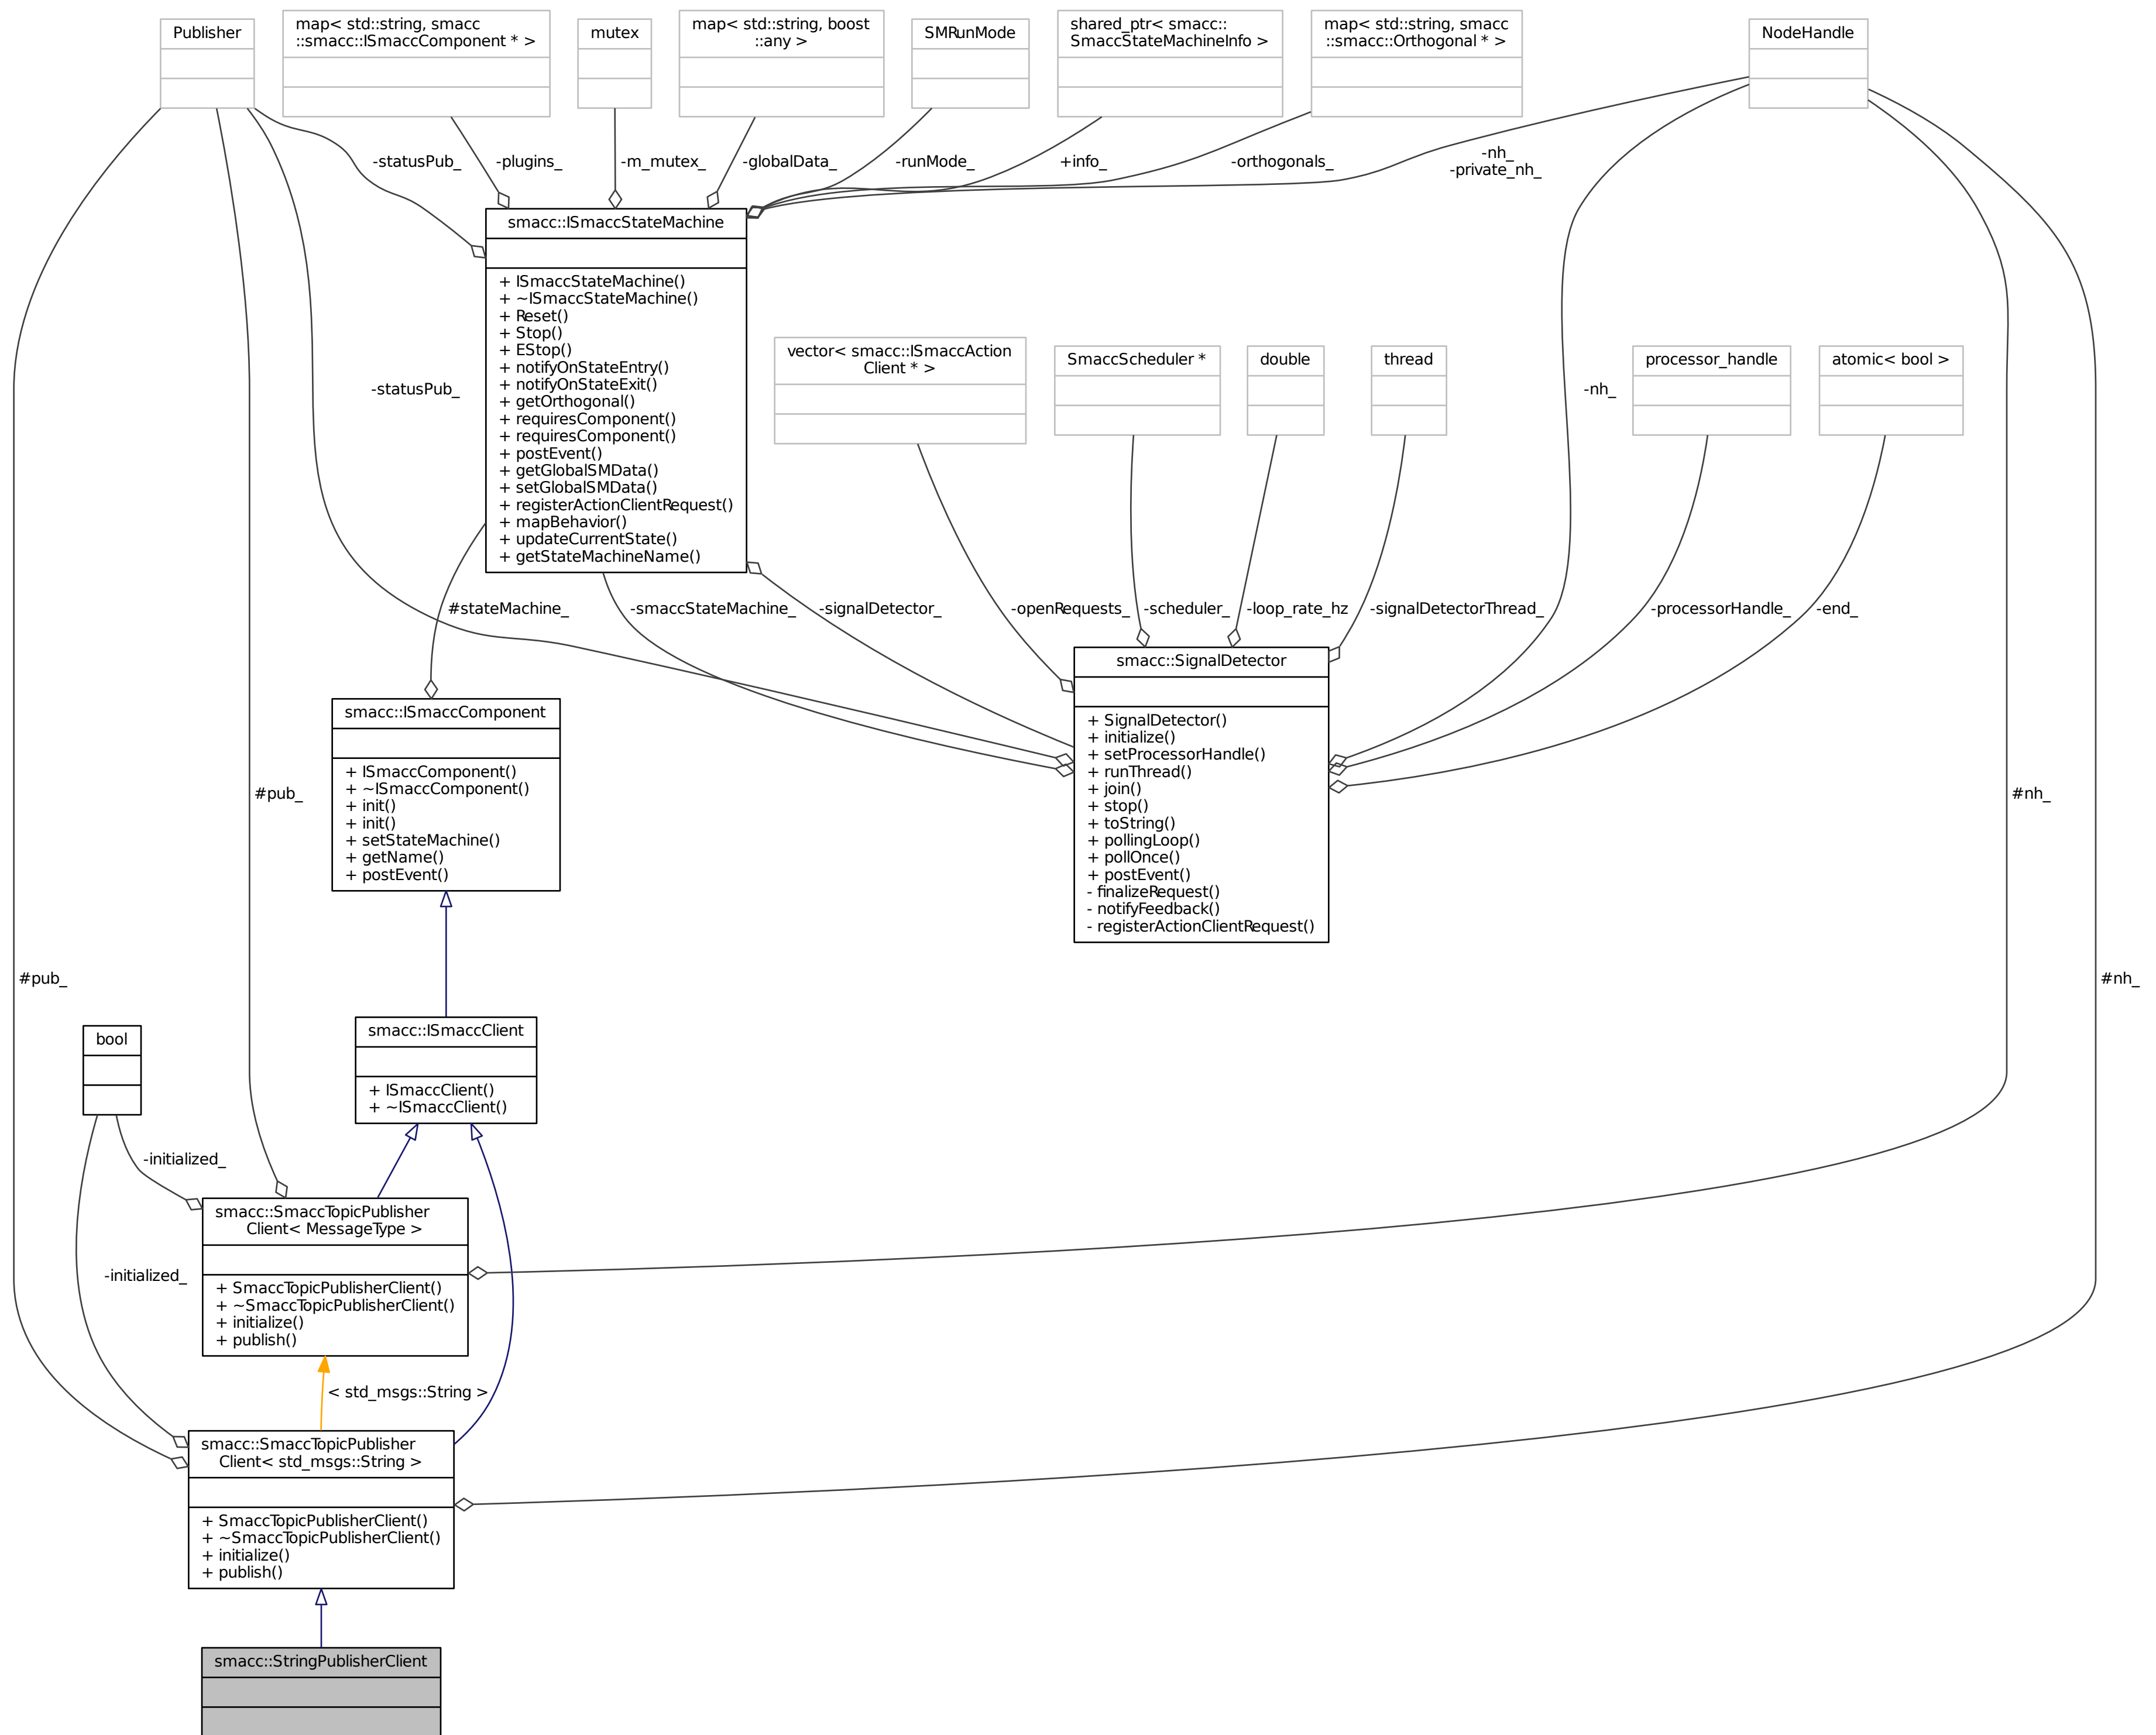 Publisher
map< std::string, smacc
::smacc::ISmaccComponent * >
mutex
map< std::string, boost
::any >
SMRunMode
shared_ptr< smacc::
SmaccStateMachineInfo >
map< std::string, smacc
::smacc::Orthogonal * >
NodeHandle
-statusPub_
-plugins_
-m_mutex_
-globalData_
-runMode_
+info_
-orthogonals_
-nh_
-private_nh_
smacc::ISmaccStateMachine
+ ISmaccStateMachine()
+ ~ISmaccStateMachine()
+ Reset()
+ Stop()
+ EStop()
+ notifyOnStateEntry()
+ notifyOnStateExit()
+ getOrthogonal()
+ requiresComponent()
+ requiresComponent()
+ postEvent()
+ getGlobalSMData()
+ setGlobalSMData()
+ registerActionClientRequest()
+ mapBehavior()
+ updateCurrentState()
+ getStateMachineName()
vector< smacc::ISmaccAction
Client * >
SmaccScheduler *
double
thread
processor_handle
atomic< bool >
-statusPub_
-nh_
#stateMachine_
-smaccStateMachine_
-signalDetector_
-openRequests_
-scheduler_
-loop_rate_hz
-signalDetectorThread_
-processorHandle_
-end_
smacc::SignalDetector
+ SignalDetector()
+ initialize()
+ setProcessorHandle()
+ runThread()
+ join()
+ stop()
+ toString()
+ pollingLoop()
+ pollOnce()
+ postEvent()
- finalizeRequest()
- notifyFeedback()
- registerActionClientRequest()
smacc::ISmaccComponent
+ ISmaccComponent()
+ ~ISmaccComponent()
+ init()
+ init()
+ setStateMachine()
+ getName()
+ postEvent()
#pub_
#nh_
#pub_
#nh_
bool
smacc::ISmaccClient
+ ISmaccClient()
+ ~ISmaccClient()
-initialized_
smacc::SmaccTopicPublisher
Client< MessageType >
+ SmaccTopicPublisherClient()
+ ~SmaccTopicPublisherClient()
+ initialize()
+ publish()
-initialized_
< std_msgs::String >
smacc::SmaccTopicPublisher
Client< std_msgs::String >
+ SmaccTopicPublisherClient()
+ ~SmaccTopicPublisherClient()
+ initialize()
+ publish()
smacc::StringPublisherClient